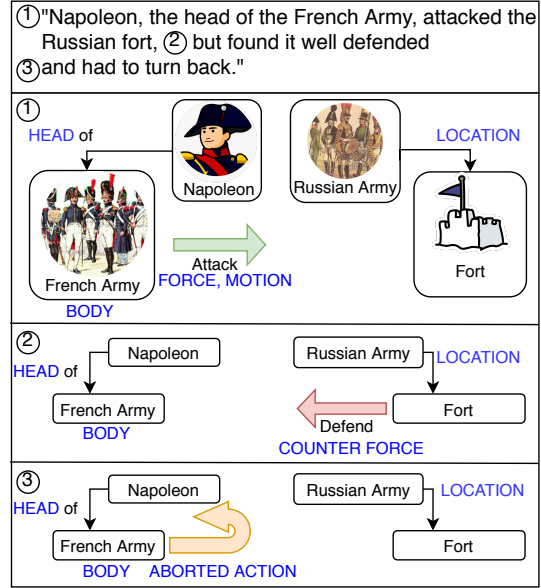 ① "Napoleon, the head of the French Army, attacked the
Russian fort, ② but found it well defended
③ and had to turn back."
①
HEAD of
LOCATION
Napoleon
Russian Army
French Army
Attack
Fort
FORCE, MOTION
BODY
②
Napoleon
Russian Army
HEAD of
LOCATION
French Army
Fort
Defend
BODY
COUNTER FORCE
③
Napoleon
Russian Army
LOCATION
HEAD of
French Army
Fort
BODY
ABORTED ACTION